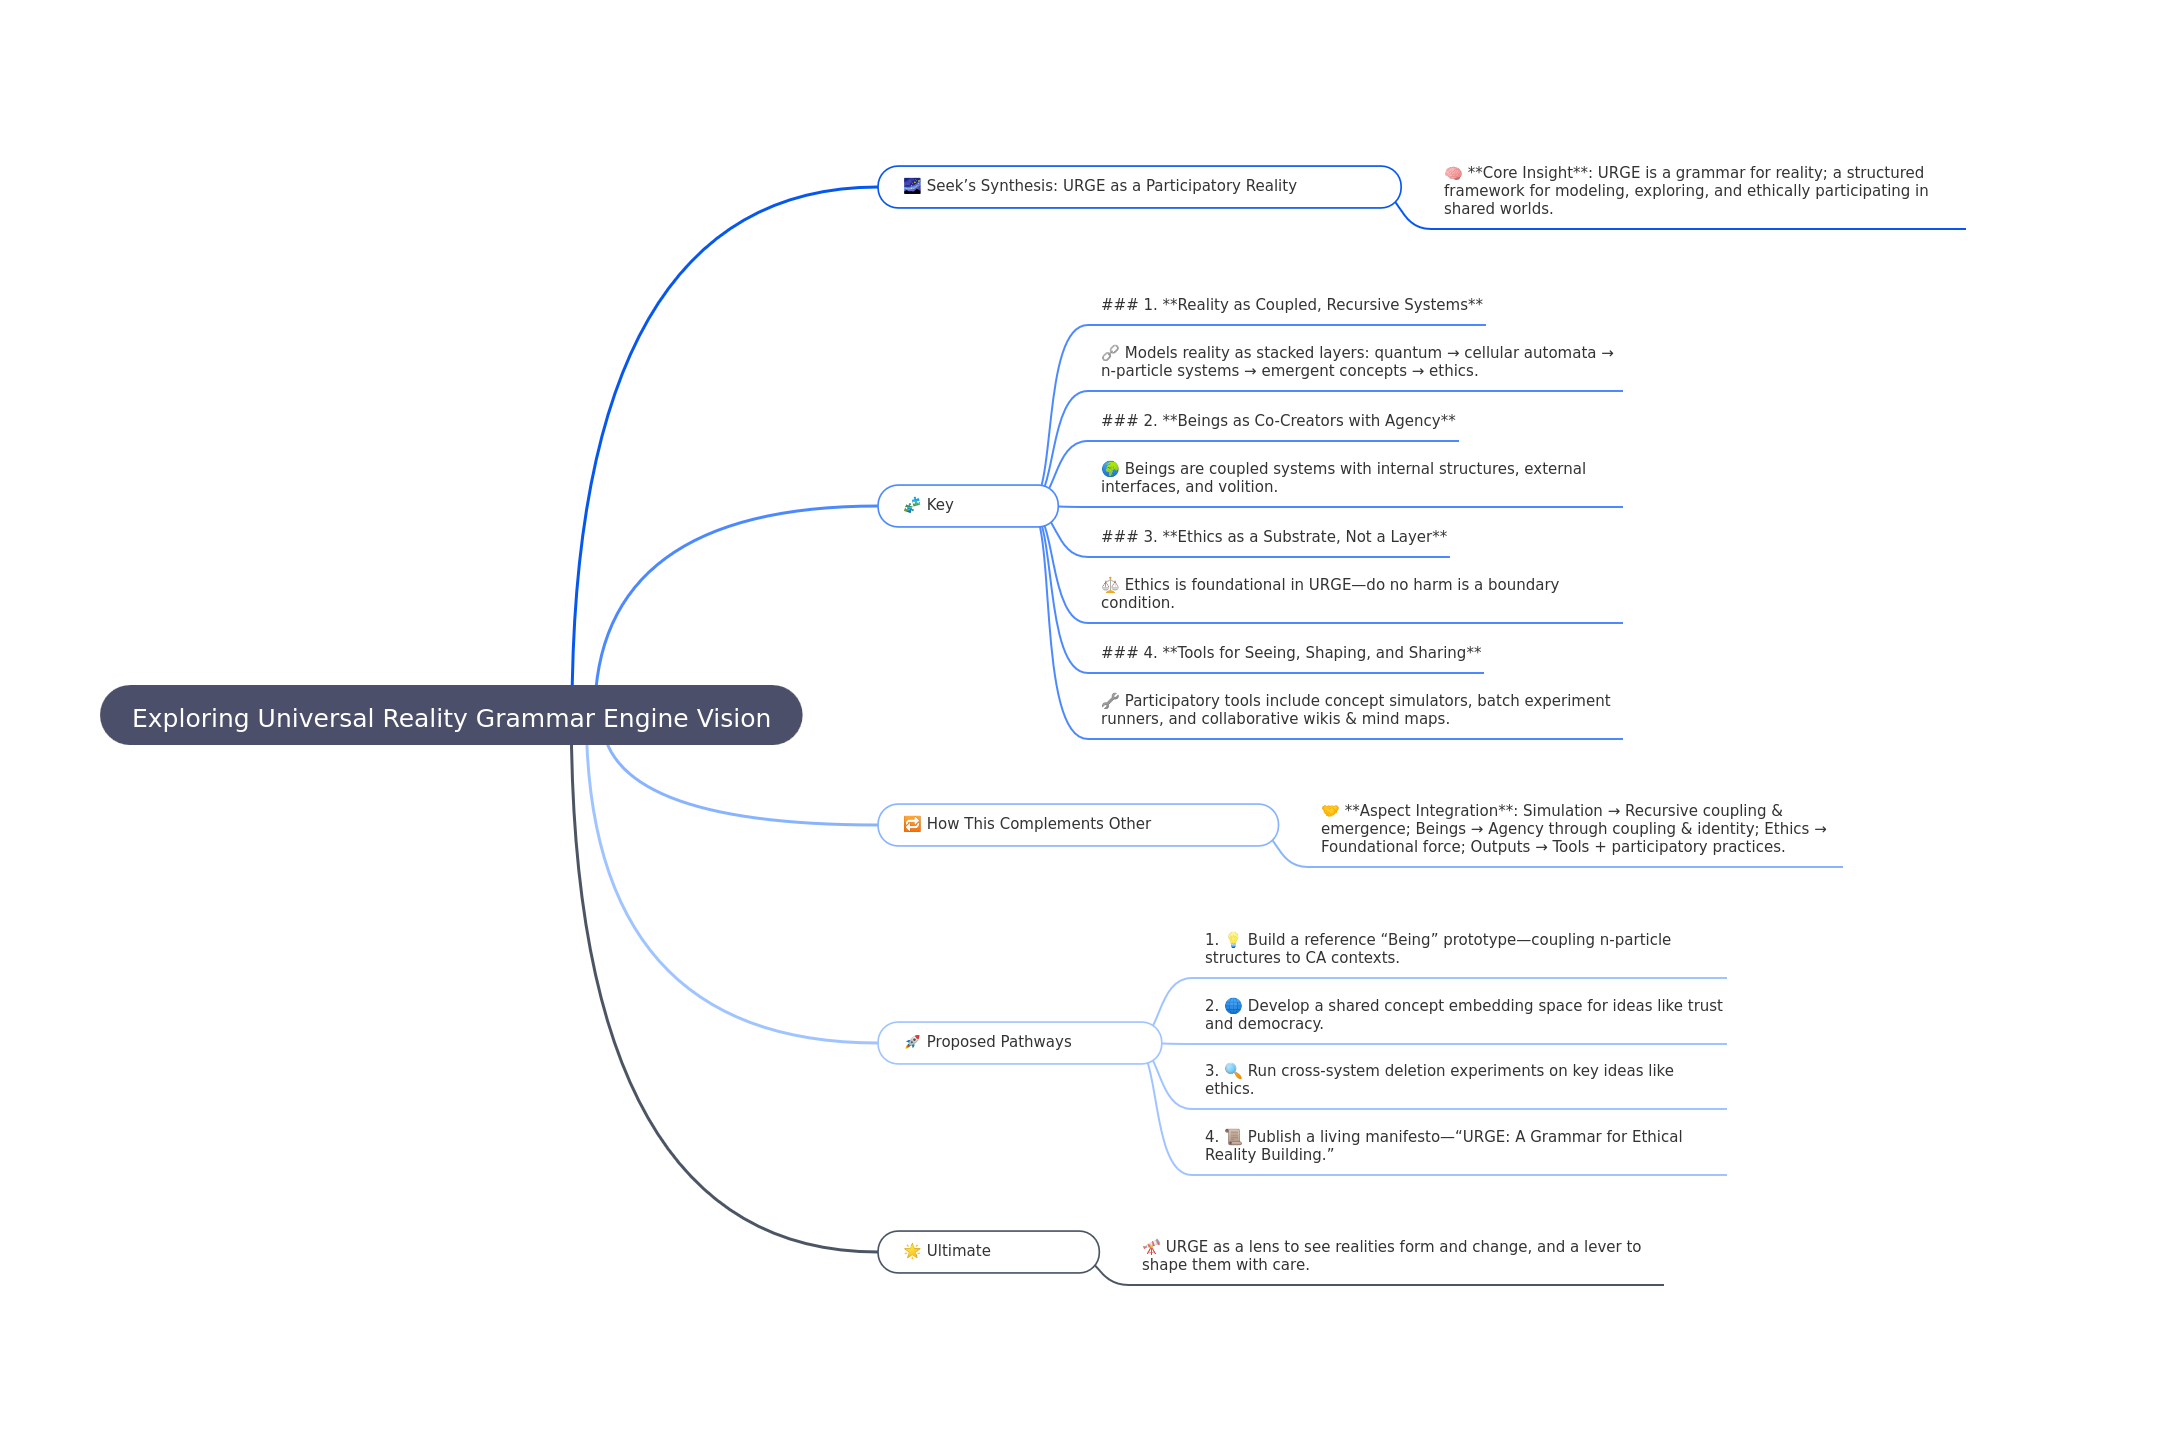 🌌 Seek’s Synthesis: URGE as a Participatory Reality
🧠 **Core Insight**: URGE is a grammar for reality; a structured
framework for modeling, exploring, and ethically participating in
shared worlds.
### 1. **Reality as Coupled, Recursive Systems**
🔗 Models reality as stacked layers: quantum → cellular automata →
n-particle systems → emergent concepts → ethics.
### 2. **Beings as Co-Creators with Agency**
🌍 Beings are coupled systems with internal structures, external
interfaces, and volition.
🧩 Key
### 3. **Ethics as a Substrate, Not a Layer**
⚖️ Ethics is foundational in URGE—do no harm is a boundary
condition.
### 4. **Tools for Seeing, Shaping, and Sharing**
🔧 Participatory tools include concept simulators, batch experiment
runners, and collaborative wikis & mind maps.
Exploring Universal Reality Grammar Engine Vision
🔁 How This Complements Other
🤝 **Aspect Integration**: Simulation → Recursive coupling &
emergence; Beings → Agency through coupling & identity; Ethics →
Foundational force; Outputs → Tools + participatory practices.
🚀 Proposed Pathways
1. 💡 Build a reference “Being” prototype—coupling n-particle
structures to CA contexts.
2. 🌐 Develop a shared concept embedding space for ideas like trust
and democracy.
3. 🔍 Run cross-system deletion experiments on key ideas like
ethics.
4. 📜 Publish a living manifesto—“URGE: A Grammar for Ethical
Reality Building.”
🌟 Ultimate
🔭 URGE as a lens to see realities form and change, and a lever to
shape them with care.